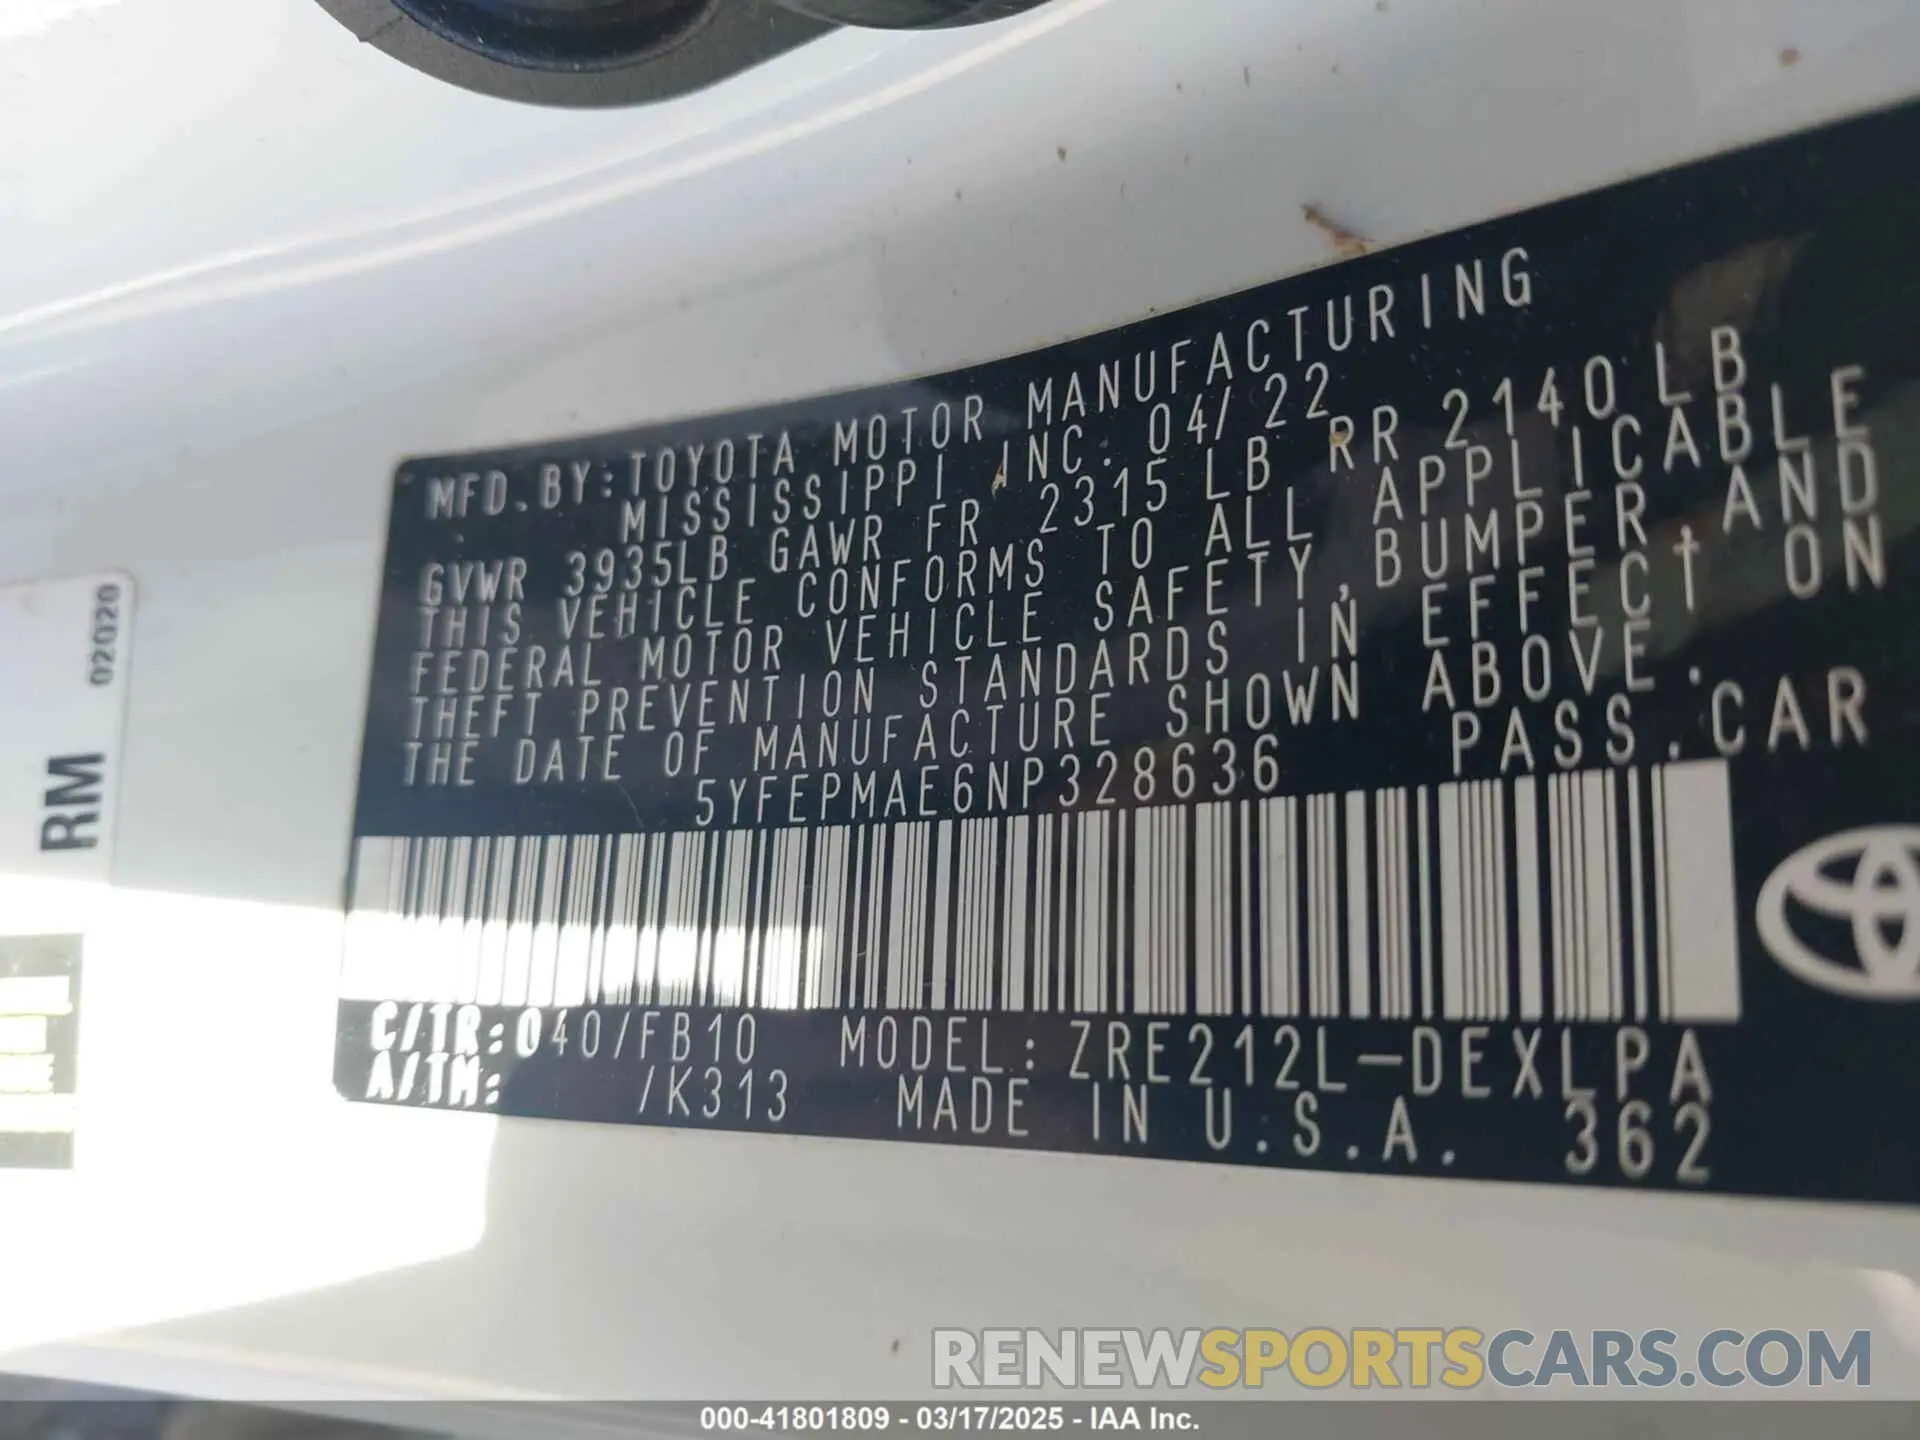 MFD.BY:TOYOTA MOTOR MANUFACTURING
MISSISSIPPI INC. 04/22
GVWR 3935LB GAWR FR 2315 LB RR 2140 LB
THIS VEHICLE CONFORMS TO ALL APPLICABLE
FEDERAL MOTOR VEHICLE SAFETY,BUMPER,AND
THEFT PREVENTION STANDARDS IN EFFECT ON
THE DATE OF MANUFACTURE SHOWN ABOVE.
5YFEPMAE6NP328636 PASS.CAR
C/TR:040/FB10 MODEL:ZRE212L-DEXLPA
A/TM: /K313 MADE IN U.S.A. 362
RM 02020
RENEWSPORTSCARS.COM
000-41801809 - 03/17/2025 - IAA Inc.